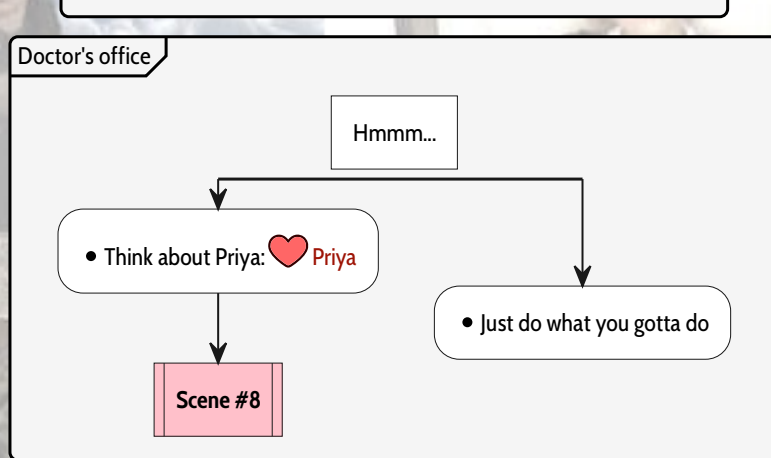 Doctor's office
Hmmm...
• Think about Priya: Priya
• Just do what you gotta do
Scene #8